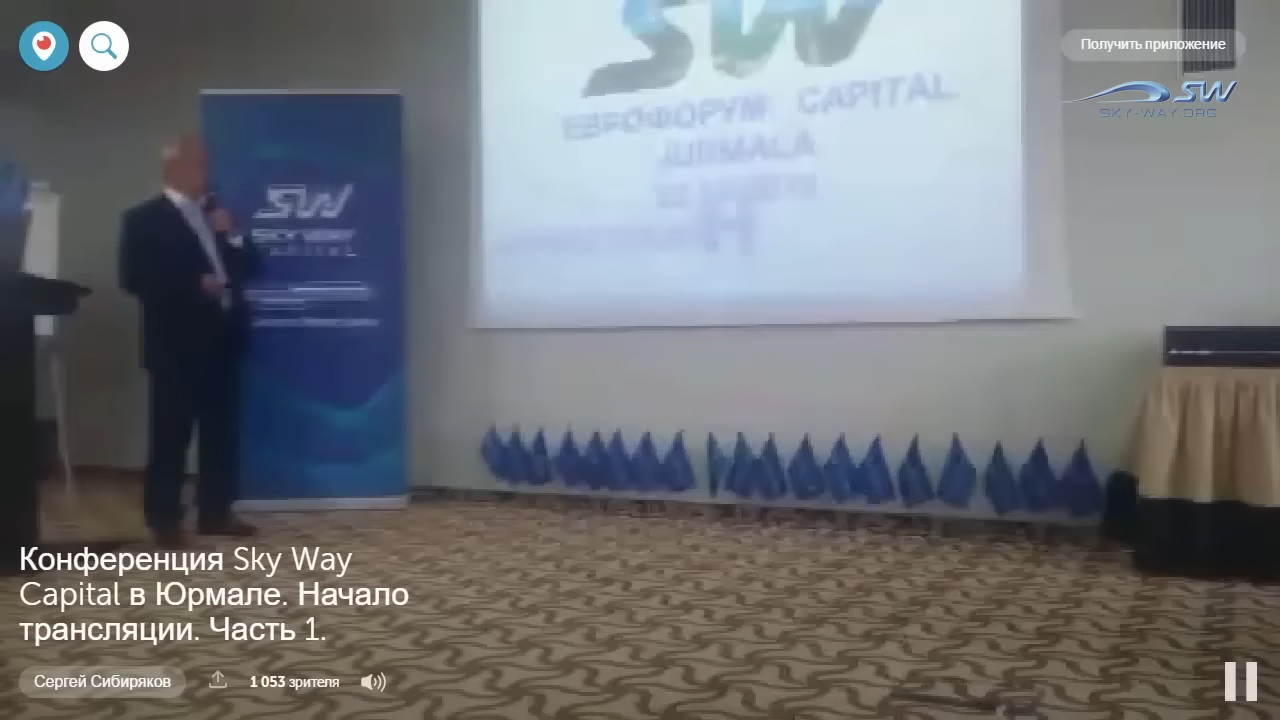 Получить приложение
SW
SKY-WAY.ORG
SW
ЕВРОФОРУМ CAPITAL
JURMALA
SW
SKY WAY
CAPITAL
Конференция Sky Way
Capital в Юрмале. Начало
трансляции. Часть 1.
Сергей Сибиряков
1 053 зрителя